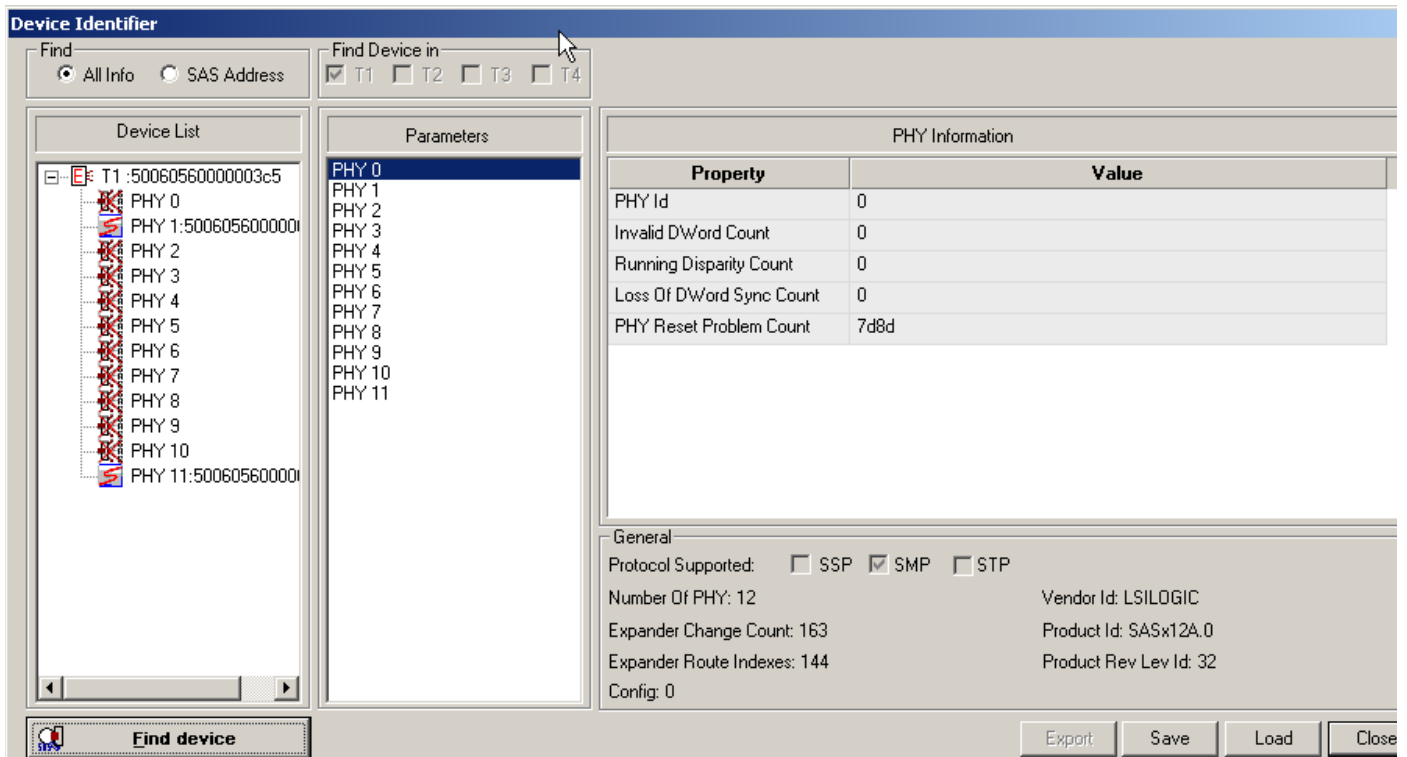 Device Identifier
Find
All Info SAS Address
Find Device in
T1 T2 T3 T4
Device List
T1 :50060560000003c5
PHY 0
PHY 1:500605600000
PHY 2
PHY 3
PHY 4
PHY 5
PHY 6
PHY 7
PHY 8
PHY 9
PHY 10
PHY 11:50060560000
Parameters
PHY 0
PHY 1
PHY 2
PHY 3
PHY 4
PHY 5
PHY 6
PHY 7
PHY 8
PHY 9
PHY 10
PHY 11
PHY Information
Property Value
PHY Id 0
Invalid DWord Count 0
Running Disparity Count 0
Loss Of DWord Sync Count 0
PHY Reset Problem Count 7d8d
General
Protocol Supported: SSP SMP STP
Number Of PHY: 12 Vendor Id: LSILOGIC
Expander Change Count: 163 Product Id: SASx12A.0
Expander Route Indexes: 144 Product Rev Lev Id: 32
Config: 0
Find device
Export Save Load Close